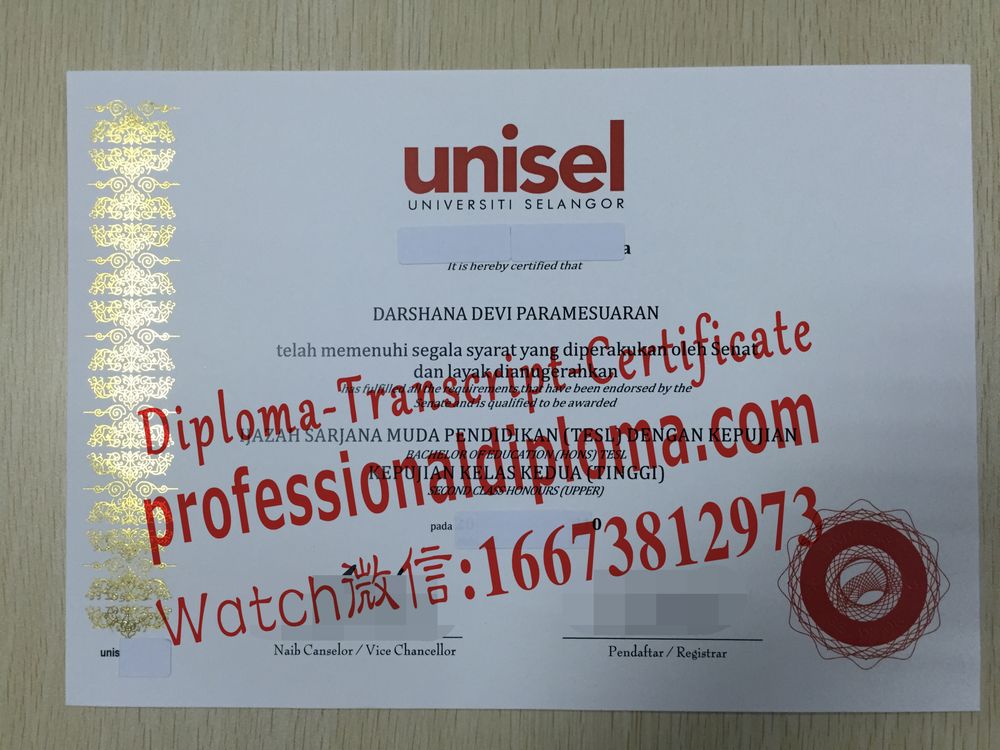 unisel
UNIVERSITI SELANGOR
a
It is hereby certified that
DARSHANA DEVI PARAMESUARAN
telah memenuhi segala syarat yang diperakukan oleh Senat
dan layak dianugerahkan
has fulfilled all the requirements that have been endorsed by the
Senate and is qualified to be awarded
IJAZAH SARJANA MUDA PENDIDIKAN (TESL) DENGAN KEPUJIAN
BACHELOR OF EDUCATION (HONS) TESL
KEPUJIAN KELAS KEDUA (TINGGI)
SECOND CLASS HONOURS (UPPER)
pada 0
Diploma-Transcript-Certificate
professionaldiploma.com
Watch微信:16673812973
Naib Canselor / Vice Chancellor
Pendaftar / Registrar
unis